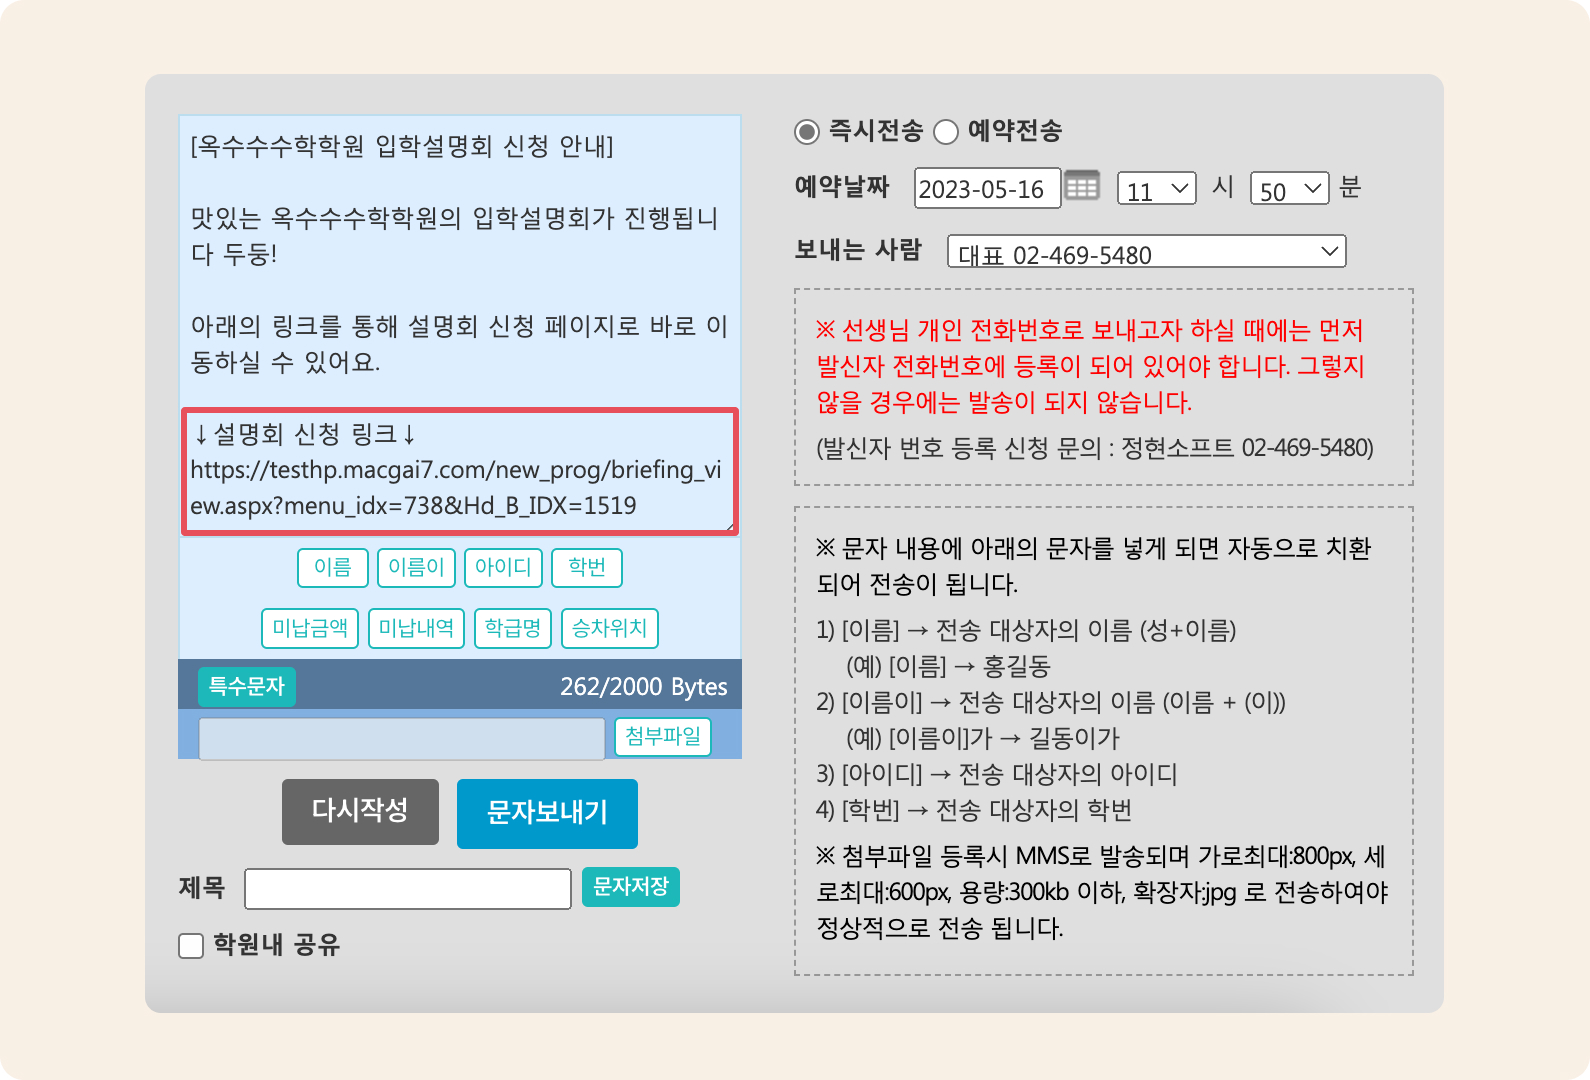 [옥수수수학학원 입학설명회 신청 안내]
맛있는 옥수수수학학원의 입학설명회가 진행됩니
다 두둥!
아래의 링크를 통해 설명회 신청 페이지로 바로 이
동하실 수 있어요.
↓설명회 신청 링크↓
https://testhp.macgai7.com/new_prog/briefing_vi
ew.aspx?menu_idx=738&Hd_B_IDX=1519
이름 이름이 아이디 학번
미납금액 미납내역 학급명 승차위치
특수문자 262/2000 Bytes
첨부파일
다시작성 문자보내기
제목 문자저장
학원내 공유
즉시전송 예약전송
예약날짜 2023-05-16 11 시 50 분
보내는 사람 대표 02-469-5480
※ 선생님 개인 전화번호로 보내고자 하실 때에는 먼저
발신자 전화번호에 등록이 되어 있어야 합니다. 그렇지
않을 경우에는 발송이 되지 않습니다.
(발신자 번호 등록 신청 문의 : 정현소프트 02-469-5480)
※ 문자 내용에 아래의 문자를 넣게 되면 자동으로 치환
되어 전송이 됩니다.
1) [이름] → 전송 대상자의 이름 (성+이름)
(예) [이름] → 홍길동
2) [이름이] → 전송 대상자의 이름 (이름 + (이))
(예) [이름이]가 → 길동이가
3) [아이디] → 전송 대상자의 아이디
4) [학번] → 전송 대상자의 학번
※ 첨부파일 등록시 MMS로 발송되며 가로최대:800px, 세
로최대:600px, 용량:300kb 이하, 확장자:jpg 로 전송하여야
정상적으로 전송 됩니다.